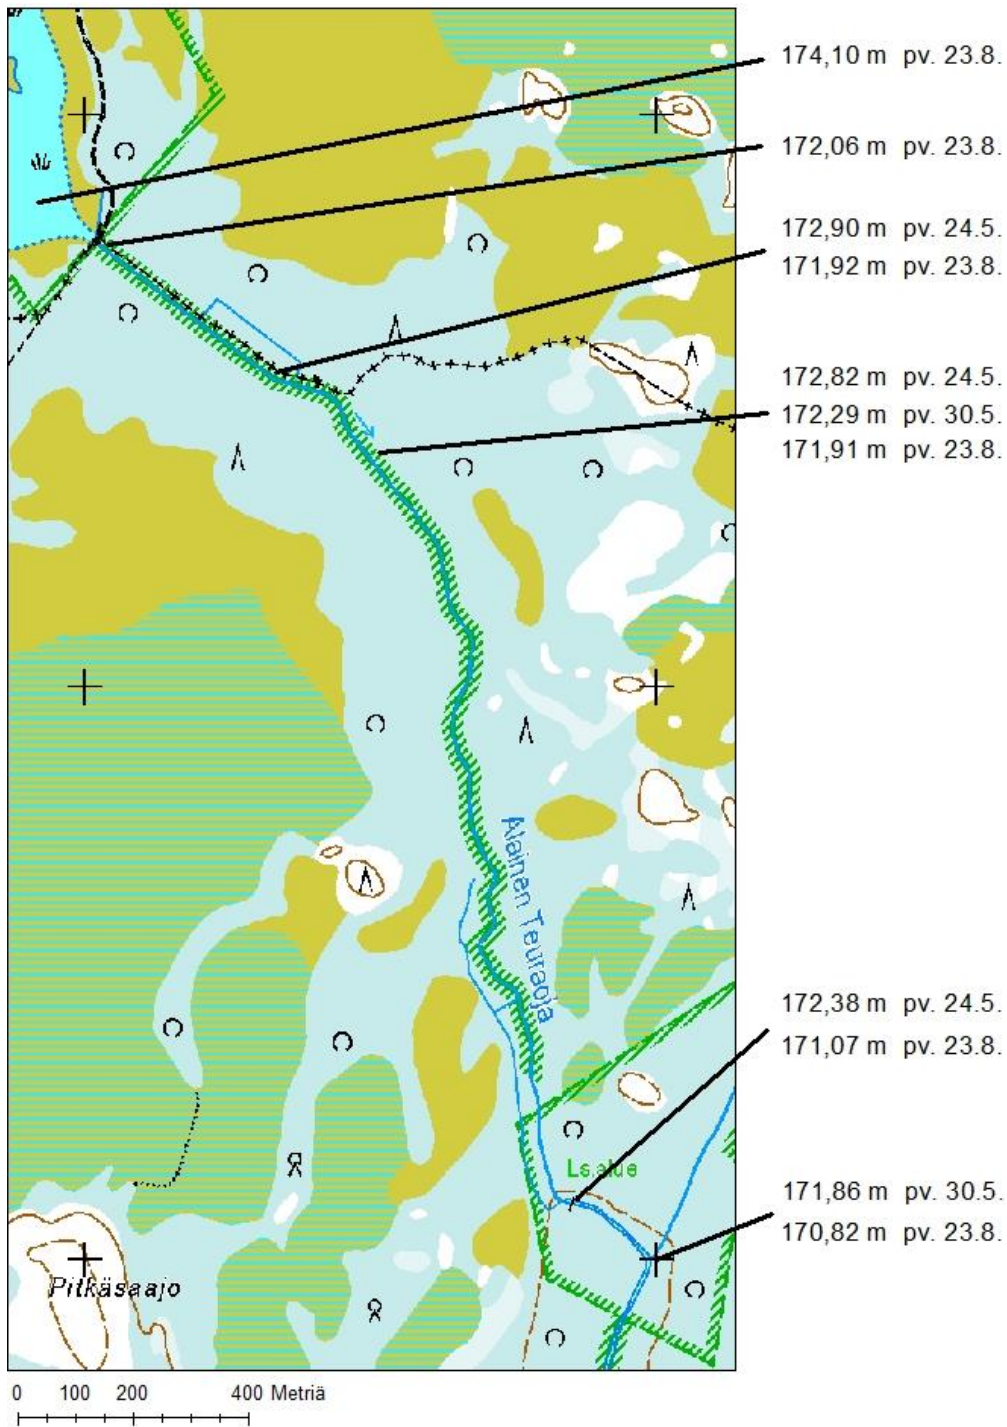 174,10 m pv. 23.8.
172,06 m pv. 23.8.
172,90 m pv. 24.5.
171,92 m pv. 23.8.
172,82 m pv. 24.5.
172,29 m pv. 30.5.
171,91 m pv. 23.8.
Alainen Teuraoja
172,38 m pv. 24.5.
171,07 m pv. 23.8.
Ls.alue
171,86 m pv. 30.5.
170,82 m pv. 23.8.
Pitkäsaajo
0 100 200 400 Metriä